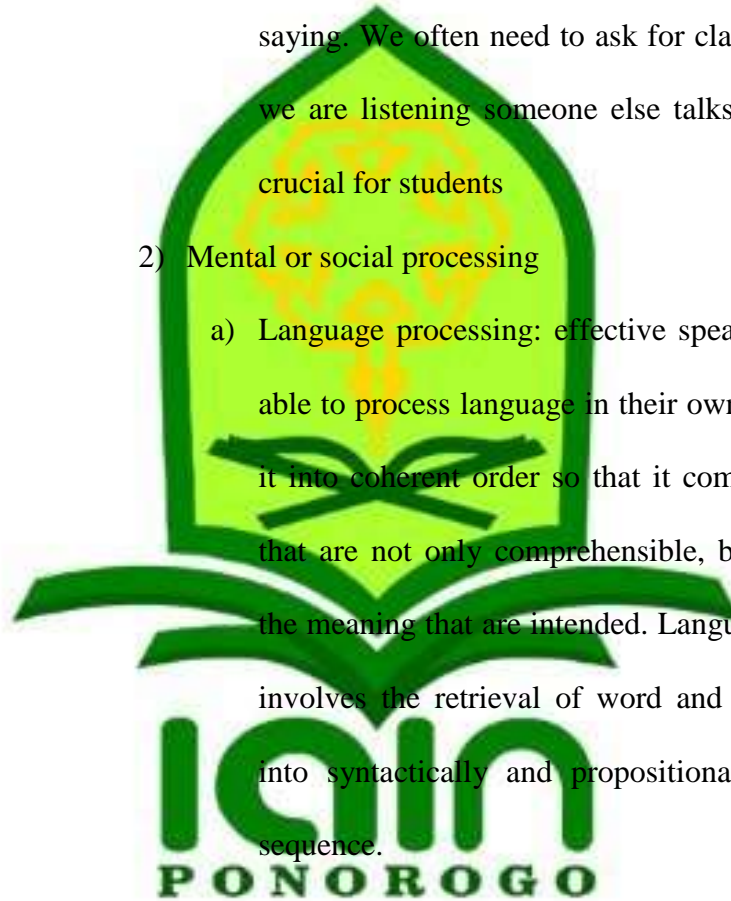 saying. We often need to ask for cla
we are listening someone else talks
crucial for students
2) Mental or social processing
a) Language processing: effective spea
able to process language in their own
it into coherent order so that it com
that are not only comprehensible, b
the meaning that are intended. Langu
involves the retrieval of word and
into syntactically and propositiona
sequence.
IAIN
PONOROGO